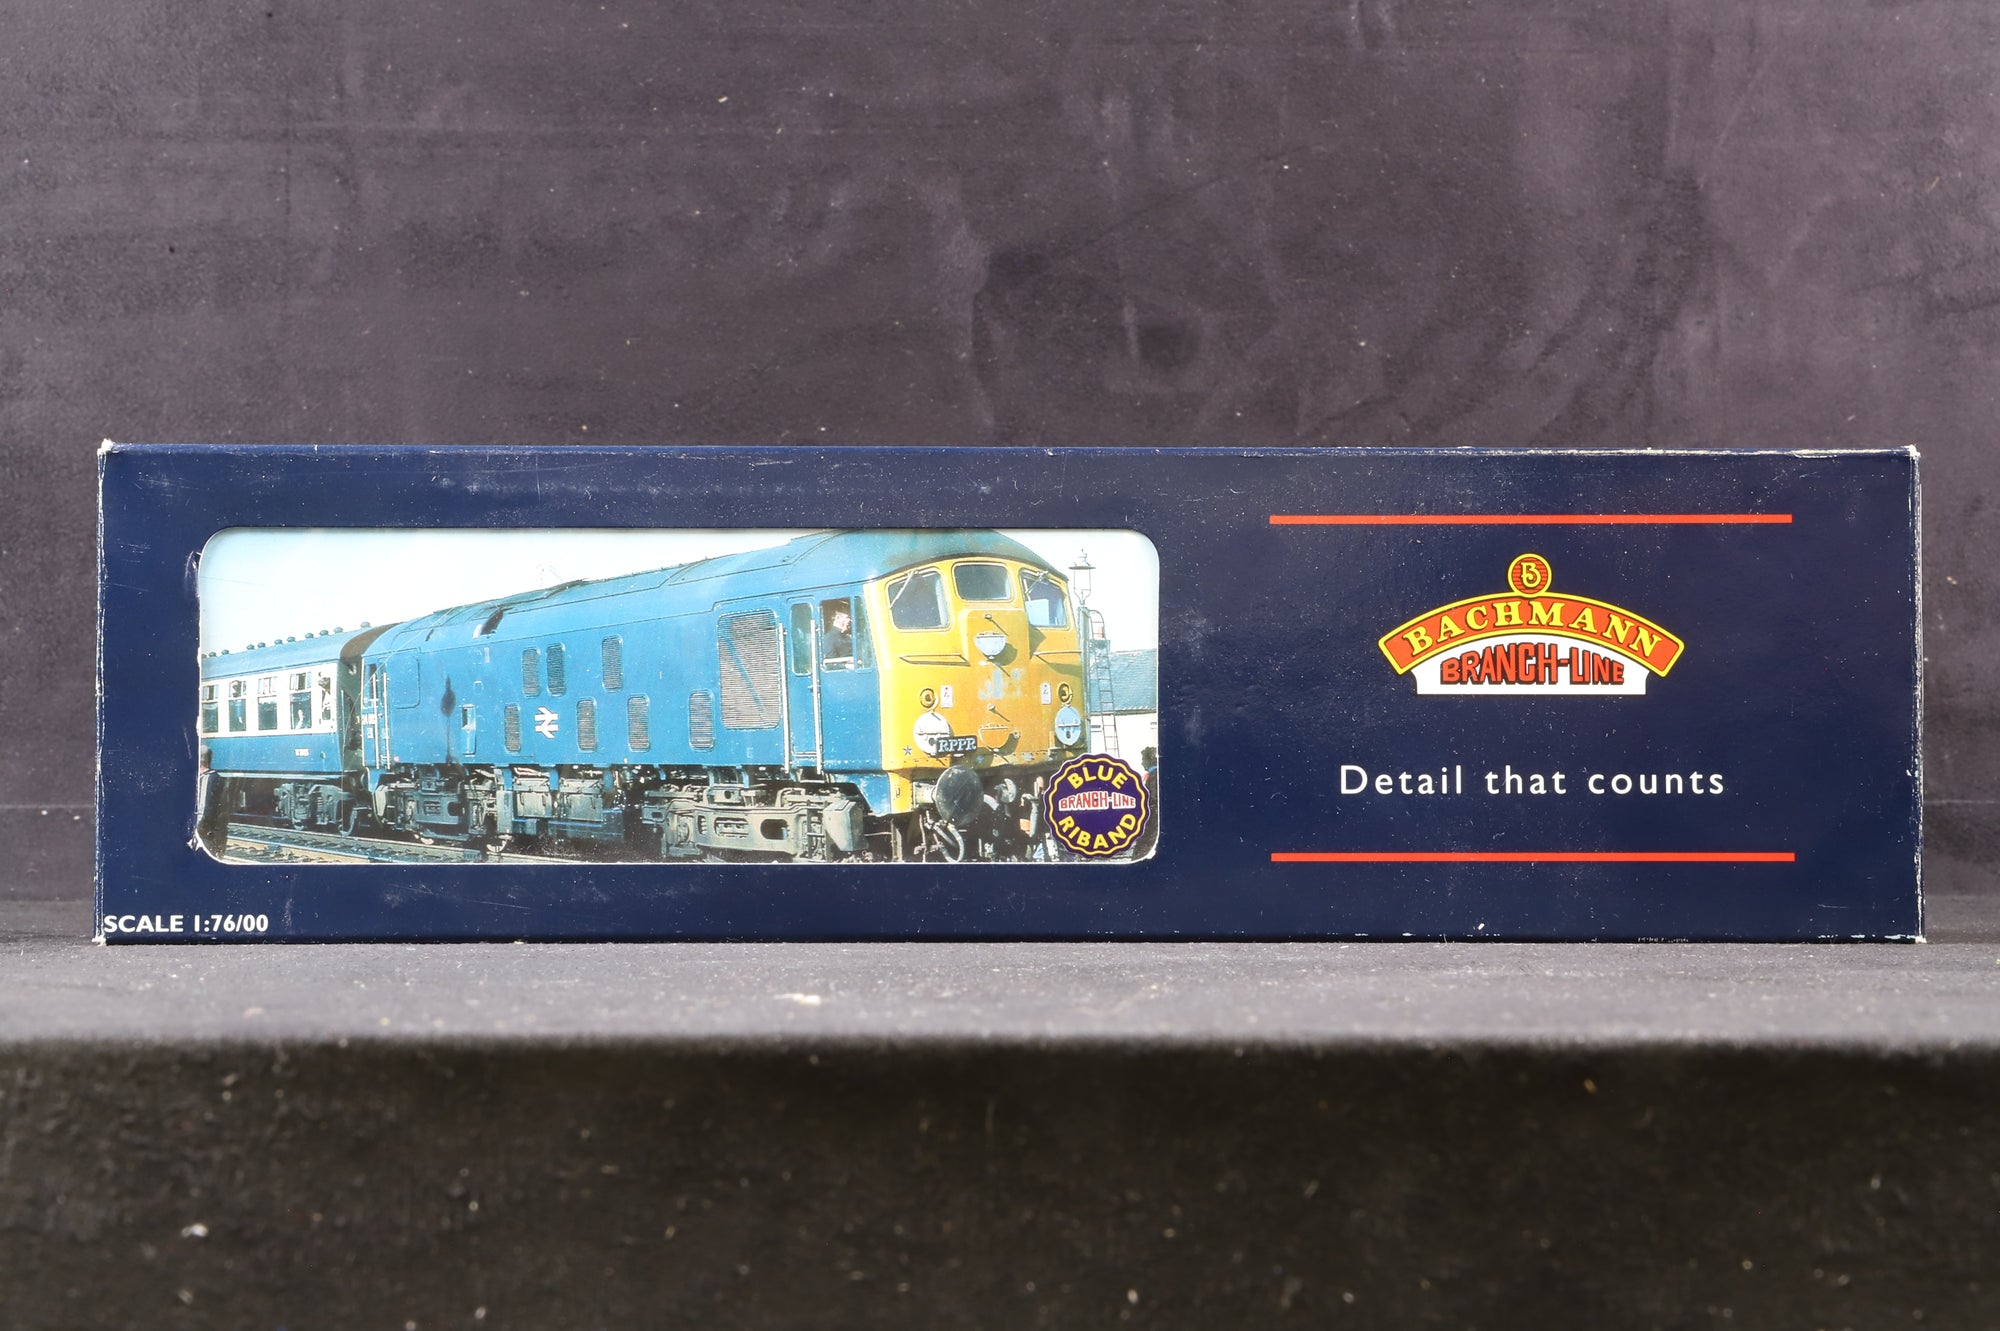 RPPR
BLUE
BRANCH-LINE
RIBAND
SCALE 1:76/00
B
BACHMANN
BRANCH-LINE
Detail that counts